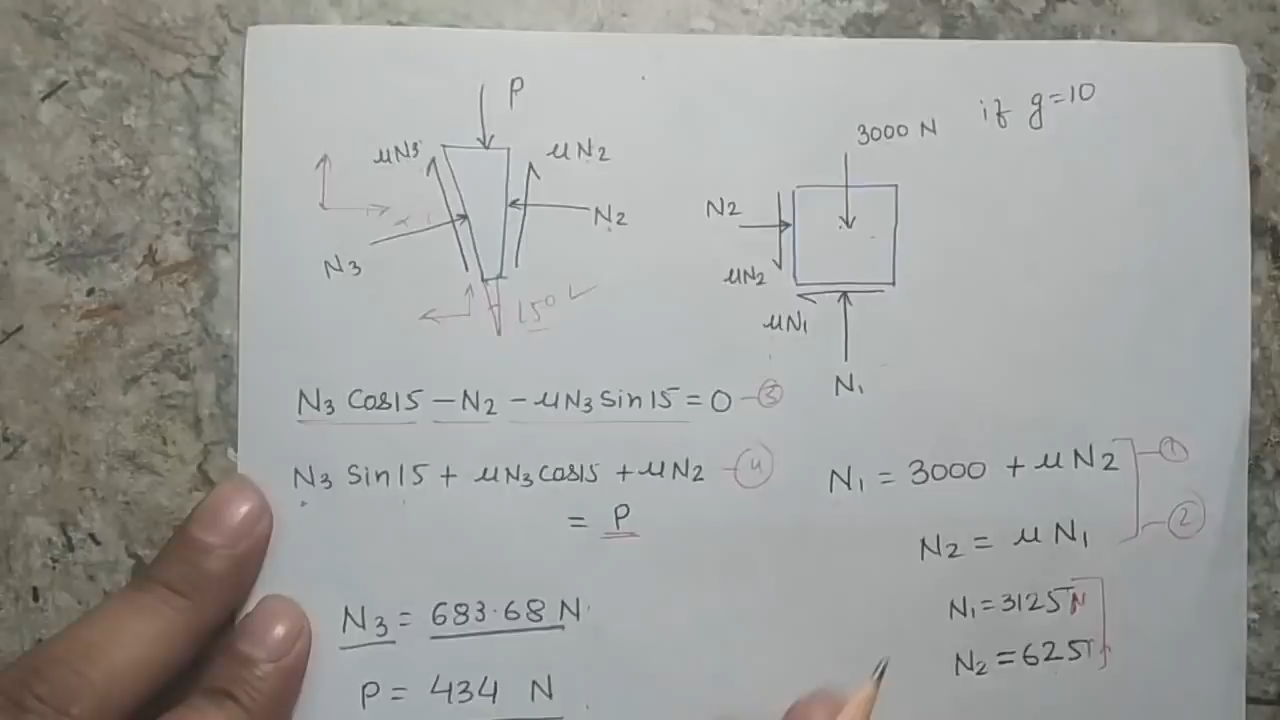 P
if g=10
3000 N
μN3
μN2
N2
N2
N3
μN2
15°
μN1
N1
N3 Cos15 - N2 - μN3 Sin15 = 0 - 3
N3 Sin15 + μN3 cos15 + μN2 - 4
= P
N1 = 3000 + μN2 - 1
N2 = μN1 - 2
N3 = 683.68 N
N1 = 3125 N
P = 434 N
N2 = 625